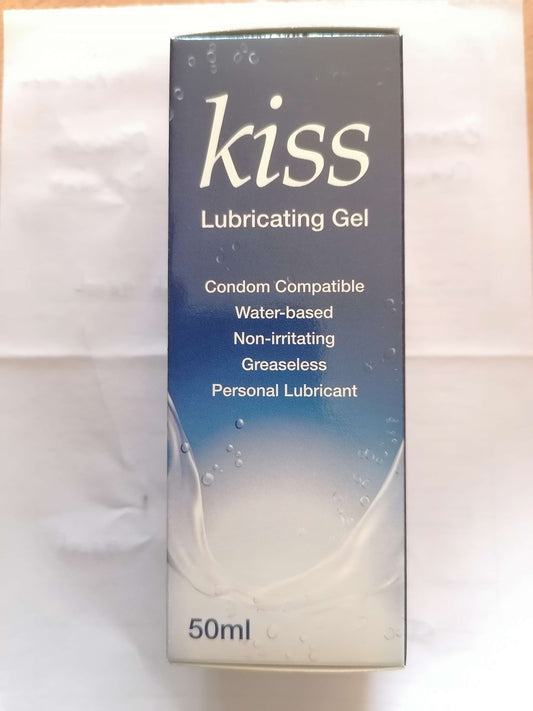 kiss
Lubricating Gel
Condom Compatible
Water-based
Non-irritating
Greaseless
Personal Lubricant
50ml